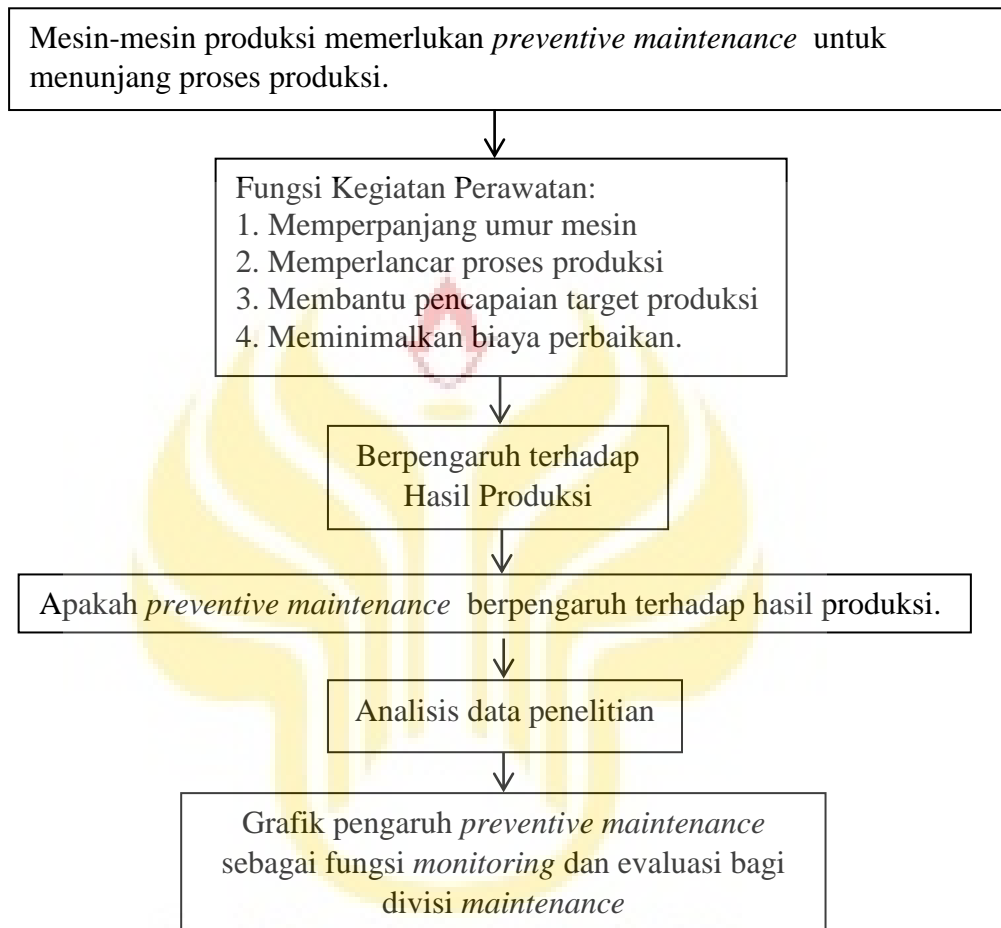 Mesin-mesin produksi memerlukan preventive maintenance untuk
menunjang proses produksi.
Fungsi Kegiatan Perawatan:
1. Memperpanjang umur mesin
2. Memperlancar proses produksi
3. Membantu pencapaian target produksi
4. Meminimalkan biaya perbaikan.
Berpengaruh terhadap
Hasil Produksi
Apakah preventive maintenance berpengaruh terhadap hasil produksi.
Analisis data penelitian
Grafik pengaruh preventive maintenance
sebagai fungsi monitoring dan evaluasi bagi
divisi maintenance